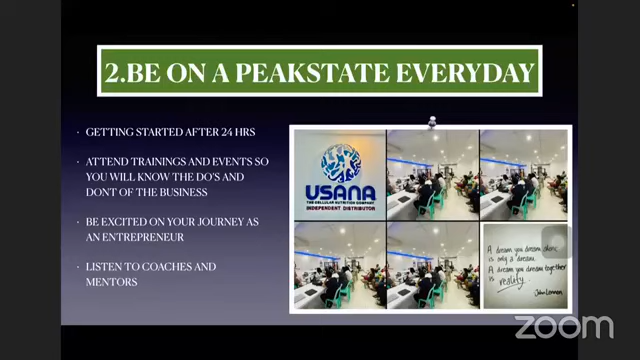 2.BE ON A PEAKSTATE EVERYDAY
· GETTING STARTED AFTER 24 HRS
· ATTEND TRAININGS AND EVENTS SO
YOU WILL KNOW THE DO'S AND
DONT OF THE BUSINESS
· BE EXCITED ON YOUR JOURNEY AS
AN ENTREPRENEUR
· LISTEN TO COACHES AND
MENTORS
USANA
THE CELLULAR NUTRITION COMPANY
INDEPENDENT DISTRIBUTOR
A dream you dream alone
is only a dream.
A dream you dream together
is reality.
John Lennon
zoom